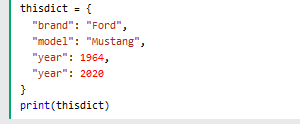 thisdict = {
  "brand": "Ford",
  "model": "Mustang",
  "year": 1964,
  "year": 2020
}
print(thisdict)